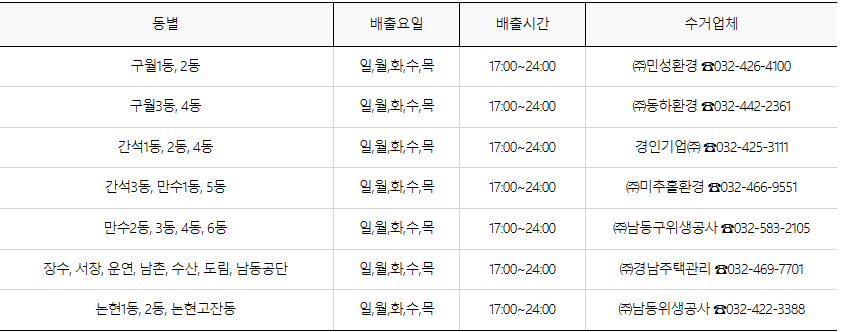 동별 배출요일 배출시간 수거업체
구월1동, 2동 일,월,화,수,목 17:00~24:00 ㈜민성환경 ☎032-426-4100
구월3동, 4동 일,월,화,수,목 17:00~24:00 ㈜동하환경 ☎032-442-2361
간석1동, 2동, 4동 일,월,화,수,목 17:00~24:00 경인기업㈜ ☎032-425-3111
간석3동, 만수1동, 5동 일,월,화,수,목 17:00~24:00 ㈜미추홀환경 ☎032-466-9551
만수2동, 3동, 4동, 6동 일,월,화,수,목 17:00~24:00 ㈜남동구위생공사 ☎032-583-2105
장수, 서창, 운연, 남촌, 수산, 도림, 남동공단 일,월,화,수,목 17:00~24:00 ㈜경남주택관리 ☎032-469-7701
논현1동, 2동, 논현고잔동 일,월,화,수,목 17:00~24:00 ㈜남동위생공사 ☎032-422-3388